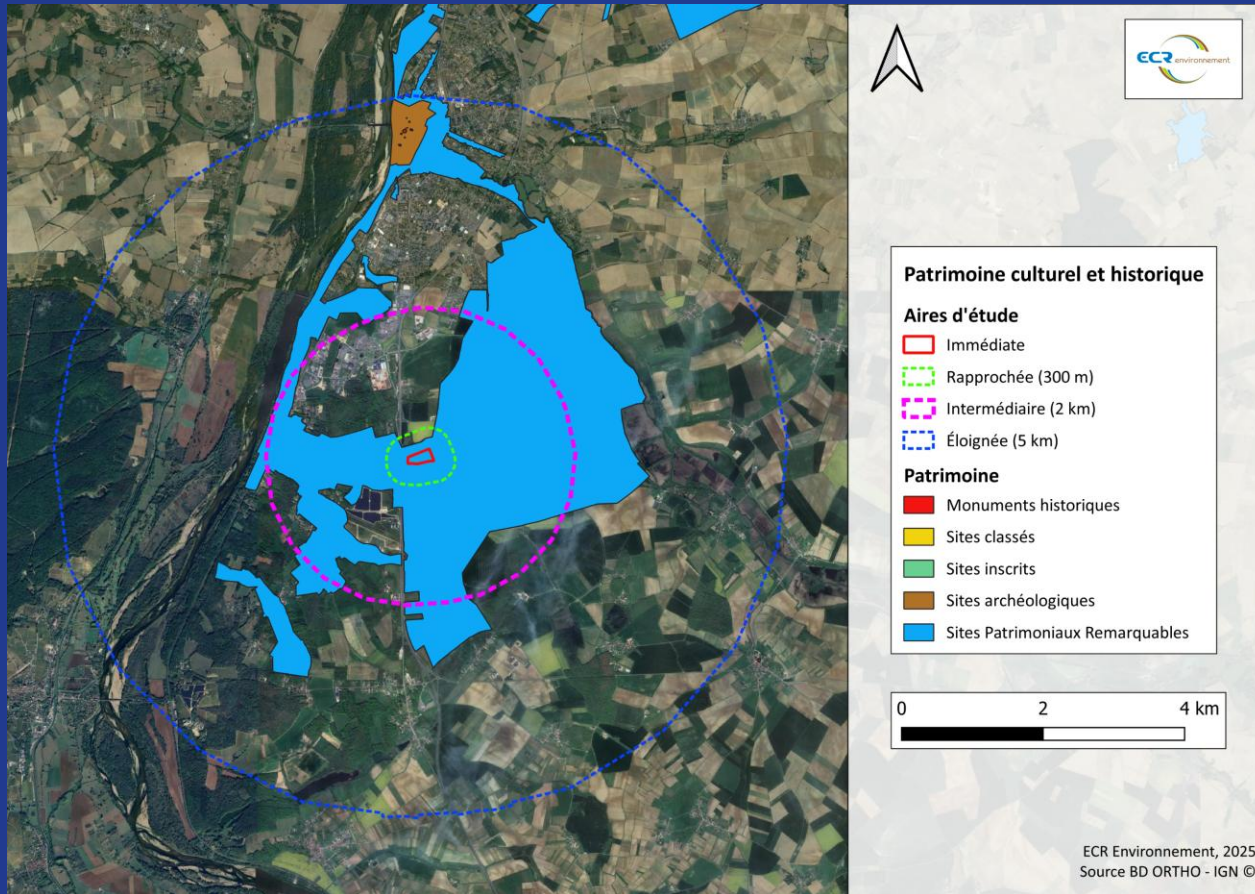 ECR environnement
Patrimoine culturel et historique
Aires d'étude
Immédiate
Rapprochée (300 m)
Intermédiaire (2 km)
Éloignée (5 km)
Patrimoine
Monuments historiques
Sites classés
Sites inscrits
Sites archéologiques
Sites Patrimoniaux Remarquables
0 2 4 km
ECR Environnement, 2025
Source BD ORTHO - IGN ©